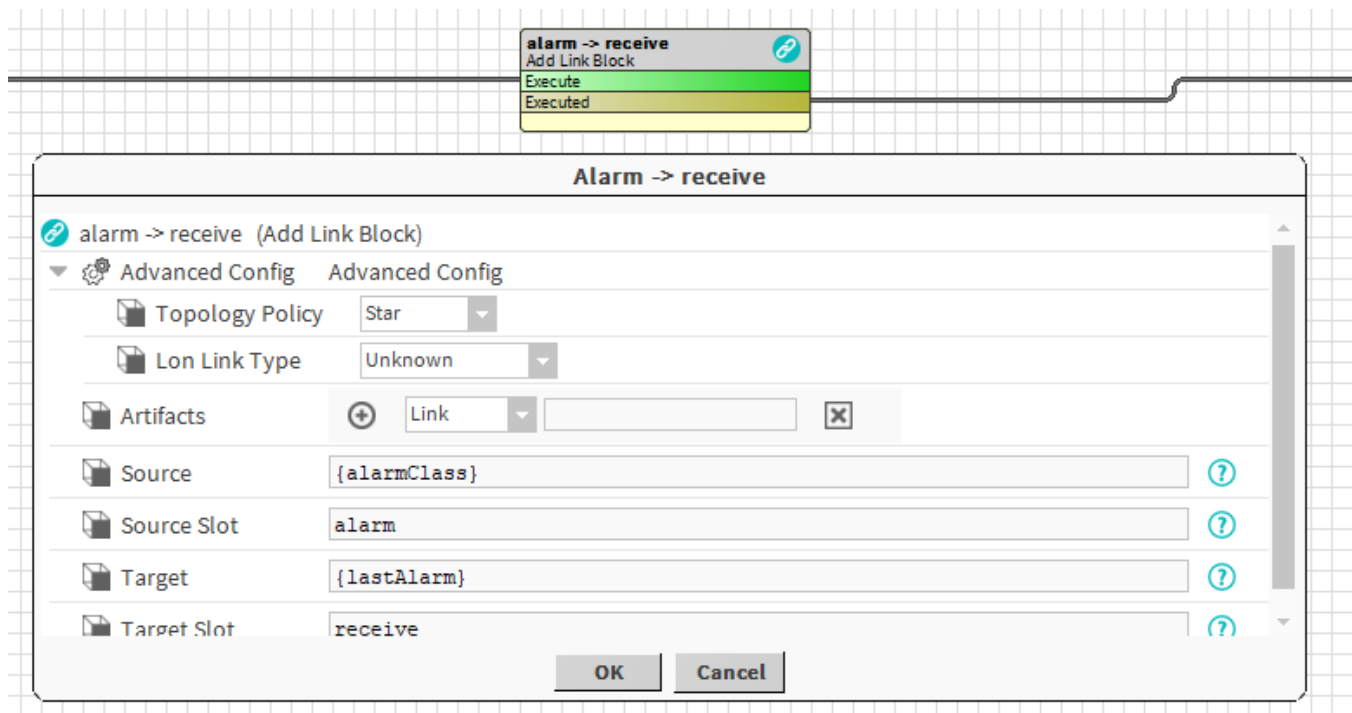 alarm -> receive
Add Link Block
Execute
Executed
Alarm -> receive
alarm -> receive (Add Link Block)
Advanced Config Advanced Config
Topology Policy Star
Lon Link Type Unknown
Artifacts Link
Source {alarmClass}
Source Slot alarm
Target {lastAlarm}
Target Slot receive
OK Cancel